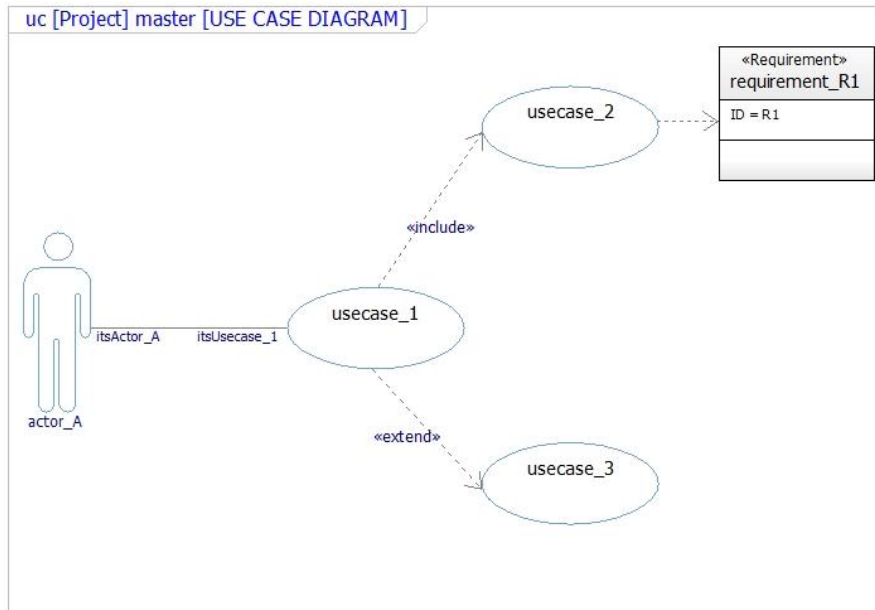 uc [Project] master [USE CASE DIAGRAM]
«Requirement»
requirement_R1
ID = R1
usecase_2
«include»
usecase_1
itsActor_A
itsUsecase_1
actor_A
«extend»
usecase_3